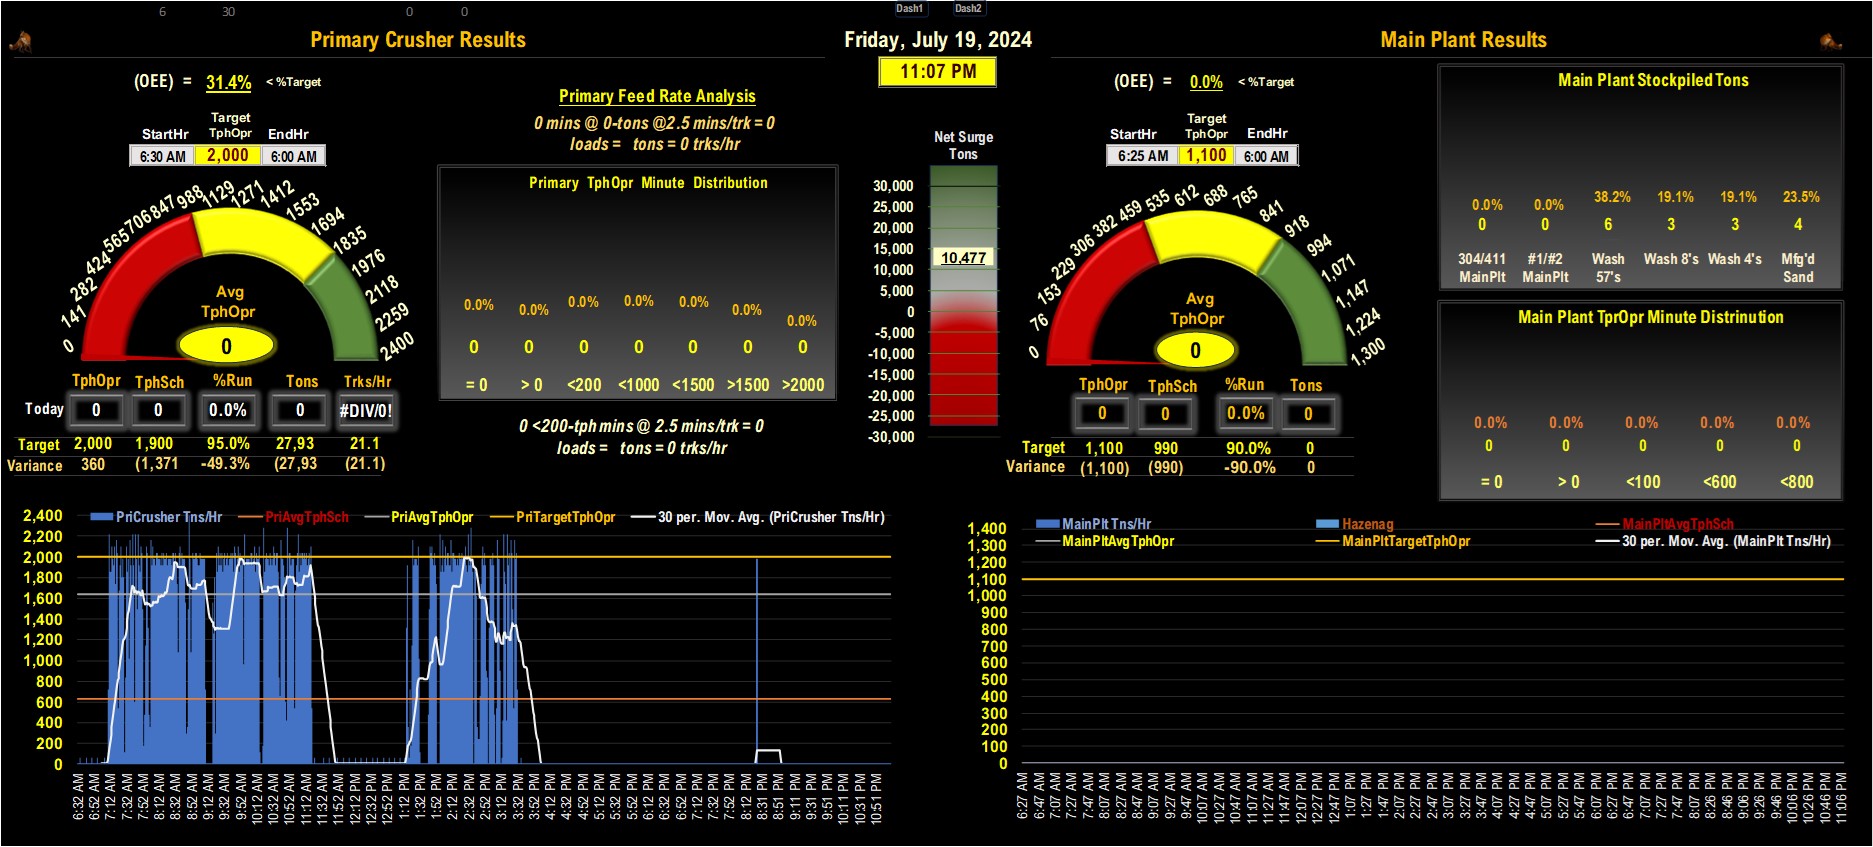 6 30 0 0 Dash1 Dash2
Primary Crusher Results
Friday, July 19, 2024
Main Plant Results
11:07 PM
(OEE) = 31.4% < %Target
Primary Feed Rate Analysis
0 mins @ 0-tons @2.5 mins/trk = 0
loads = tons = 0 trks/hr
Target
StartHr TphOpr EndHr
6:30 AM 2,000 6:00 AM
0 141 282 424 565 706 847 988 1129 1271 1412 1553 1694 1835 1976 2118 2259 2400
Avg
TphOpr
0
TphOpr TphSch %Run Tons Trks/Hr
Today 0 0 0.0% 0 #DIV/0!
Target 2,000 1,900 95.0% 27,93 21.1
Variance 360 (1,371 -49.3% (27,93 (21.1)
Primary TphOpr Minute Distribution
0.0% 0.0% 0.0% 0.0% 0.0% 0.0% 0.0%
0 0 0 0 0 0 0
= 0 > 0 <200 <1000 <1500 >1500 >2000
0 <200-tph mins @ 2.5 mins/trk = 0
loads = tons = 0 trks/hr
Net Surge
Tons
30,000
25,000
20,000
15,000
10,477
10,000
5,000
0
-5,000
-10,000
-15,000
-20,000
-25,000
-30,000
(OEE) = 0.0% < %Target
Target
StartHr TphOpr EndHr
6:25 AM 1,100 6:00 AM
0 76 153 229 306 382 459 535 612 688 765 841 918 994 1,071 1,147 1,224 1,300
Avg
TphOpr
0
TphOpr TphSch %Run Tons
0 0 0.0% 0
Target 1,100 990 90.0% 0
Variance (1,100) (990) -90.0% 0
Main Plant Stockpiled Tons
0.0% 0.0% 38.2% 19.1% 19.1% 23.5%
0 0 6 3 3 4
304/411 #1/#2 Wash Wash 8's Wash 4's Mfg'd
MainPlt MainPlt 57's Sand
Main Plant TprOpr Minute Distrinution
0.0% 0.0% 0.0% 0.0% 0.0%
0 0 0 0 0
= 0 > 0 <100 <600 <800
PriCrusher Tns/Hr PriAvgTphSch PriAvgTphOpr PriTargetTphOpr 30 per. Mov. Avg. (PriCrusher Tns/Hr)
2,400
2,200
2,000
1,800
1,600
1,400
1,200
1,000
800
600
400
200
0
6:32 AM 6:52 AM 7:12 AM 7:32 AM 7:52 AM 8:12 AM 8:32 AM 8:52 AM 9:12 AM 9:32 AM 9:52 AM 10:12 AM 10:32 AM 10:52 AM 11:12 AM 11:32 AM 11:52 AM 12:12 PM 12:32 PM 12:52 PM 1:12 PM 1:32 PM 1:52 PM 2:12 PM 2:32 PM 2:52 PM 3:12 PM 3:32 PM 3:52 PM 4:12 PM 4:32 PM 4:52 PM 5:12 PM 5:32 PM 5:52 PM 6:12 PM 6:32 PM 6:52 PM 7:12 PM 7:32 PM 7:52 PM 8:12 PM 8:31 PM 8:51 PM 9:11 PM 9:31 PM 9:51 PM 10:11 PM 10:31 PM 10:51 PM
MainPlt Tns/Hr Hazenag MainPltAvgTphSch
MainPltAvgTphOpr MainPltTargetTphOpr 30 per. Mov. Avg. (MainPlt Tns/Hr)
1,400
1,300
1,200
1,100
1,000
900
800
700
600
500
400
300
200
100
0
6:27 AM 6:47 AM 7:07 AM 7:27 AM 7:47 AM 8:07 AM 8:27 AM 8:47 AM 9:07 AM 9:27 AM 9:47 AM 10:07 AM 10:27 AM 10:47 AM 11:07 AM 11:27 AM 11:47 AM 12:07 PM 12:27 PM 12:47 PM 1:07 PM 1:27 PM 1:47 PM 2:07 PM 2:27 PM 2:47 PM 3:07 PM 3:27 PM 3:47 PM 4:07 PM 4:27 PM 4:47 PM 5:07 PM 5:27 PM 5:47 PM 6:07 PM 6:27 PM 6:47 PM 7:07 PM 7:27 PM 7:47 PM 8:07 PM 8:26 PM 8:46 PM 9:06 PM 9:26 PM 9:46 PM 10:06 PM 10:26 PM 10:46 PM 11:06 PM